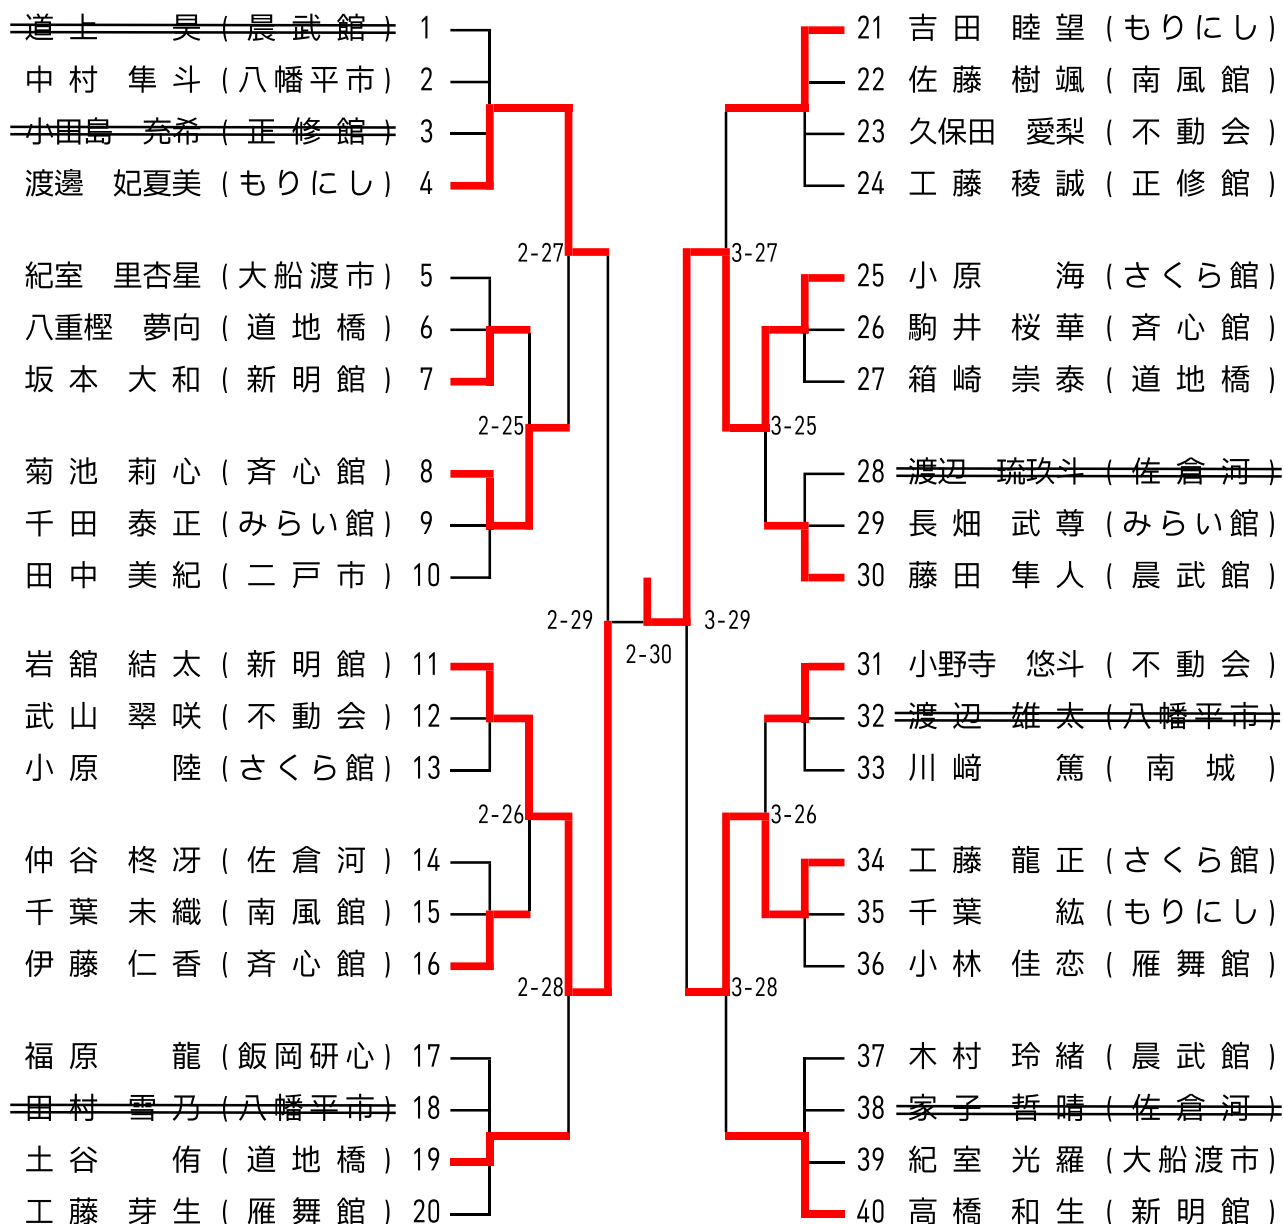 道上 昊 (晨武館) 1
中村 隼斗 (八幡平市) 2
小田島 充希 (正修館) 3
渡邊 妃夏美 (もりにし) 4
2-27
紀室 里杏星 (大船渡市) 5
八重樫 夢向 (道地橋) 6
坂本 大和 (新明館) 7
2-25
菊池 莉心 (斉心館) 8
千田 泰正 (みらい館) 9
田中 美紀 (二戸市) 10
2-29
2-30
岩舘 結太 (新明館) 11
武山 翠咲 (不動会) 12
小原 陸 (さくら館) 13
2-26
仲谷 柊冴 (佐倉河) 14
千葉 未織 (南風館) 15
伊藤 仁香 (斉心館) 16
2-28
福原 龍 (飯岡研心) 17
田村 雪乃 (八幡平市) 18
土谷 侑 (道地橋) 19
工藤 芽生 (雁舞館) 20
21 吉田 睦望 (もりにし)
22 佐藤 樹颯 (南風館)
23 久保田 愛梨 (不動会)
24 工藤 稜誠 (正修館)
3-27
25 小原 海 (さくら館)
26 駒井 桜華 (斉心館)
27 箱崎 崇泰 (道地橋)
3-25
28 渡辺 琉玖斗 (佐倉河)
29 長畑 武尊 (みらい館)
30 藤田 隼人 (晨武館)
3-29
31 小野寺 悠斗 (不動会)
32 渡辺 雄太 (八幡平市)
33 川﨑 篤 (南城)
3-26
34 工藤 龍正 (さくら館)
35 千葉 紘 (もりにし)
36 小林 佳恋 (雁舞館)
3-28
37 木村 玲緒 (晨武館)
38 家子 哲晴 (佐倉河)
39 紀室 光羅 (大船渡市)
40 高橋 和生 (新明館)